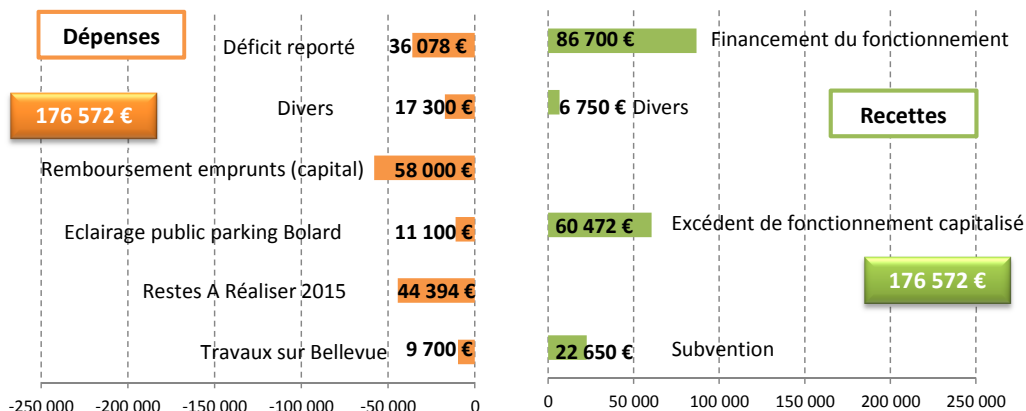 Dépenses
176 572 €
Déficit reporté 36 078 €
Divers 17 300 €
Remboursement emprunts (capital) 58 000 €
Eclairage public parking Bolard 11 100 €
Restes A Réaliser 2015 44 394 €
Travaux sur Bellevue 9 700 €
-250 000 -200 000 -150 000 -100 000 -50 000 0
86 700 € Financement du fonctionnement
6 750 € Divers
Recettes
60 472 € Excédent de fonctionnement capitalisé
176 572 €
22 650 € Subvention
0 50 000 100 000 150 000 200 000 250 000